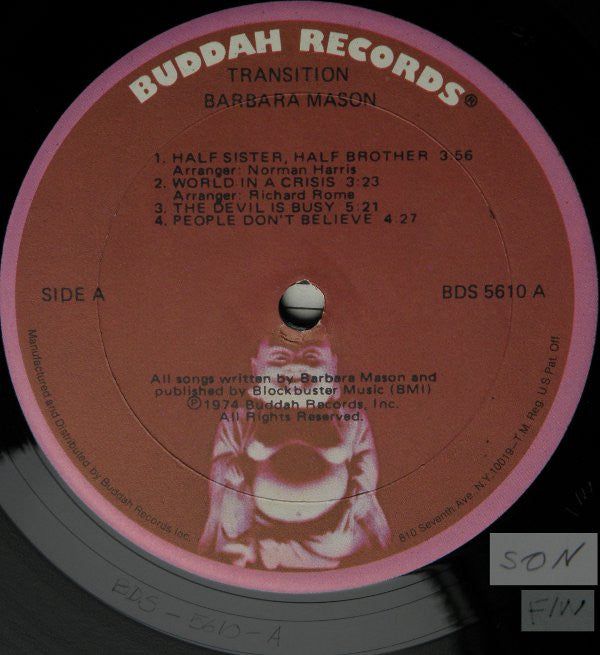 BUDDAH RECORDS®
TRANSITION
BARBARA MASON
1. HALF SISTER, HALF BROTHER 3:56
Arranger: Norman Harris
2. WORLD IN A CRISIS 3:23
Arranger: Richard Rome
3. THE DEVIL IS BUSY 5:21
4. PEOPLE DON'T BELIEVE 4:27
SIDE A
BDS 5610 A
All songs written by Barbara Mason and
published by Blockbuster Music (BMI)
Ⓟ1974 Buddah Records, Inc.
All Rights Reserved.
Manufactured and Distributed by Buddah Records Inc.
810 Seventh Ave. N.Y. 10019—T.M. Reg. U.S. Pat. Off
BDS-5610-A
SON